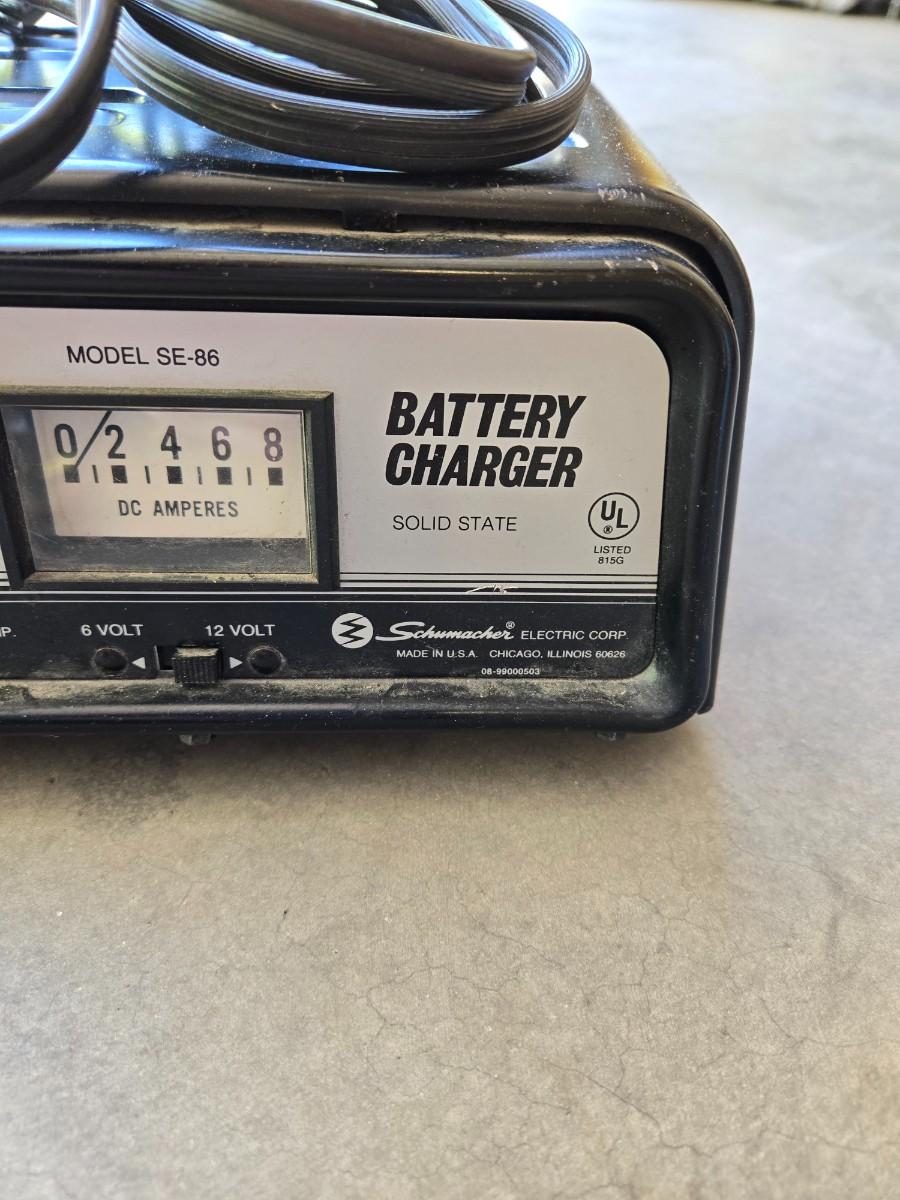 MODEL SE-86
0 2 4 6 8
DC AMPERES
BATTERY
CHARGER
SOLID STATE
UL
®
LISTED
815G
P.
6 VOLT
12 VOLT
Schumacher® ELECTRIC CORP.
MADE IN U.S.A. CHICAGO, ILLINOIS 60626
08-99000503